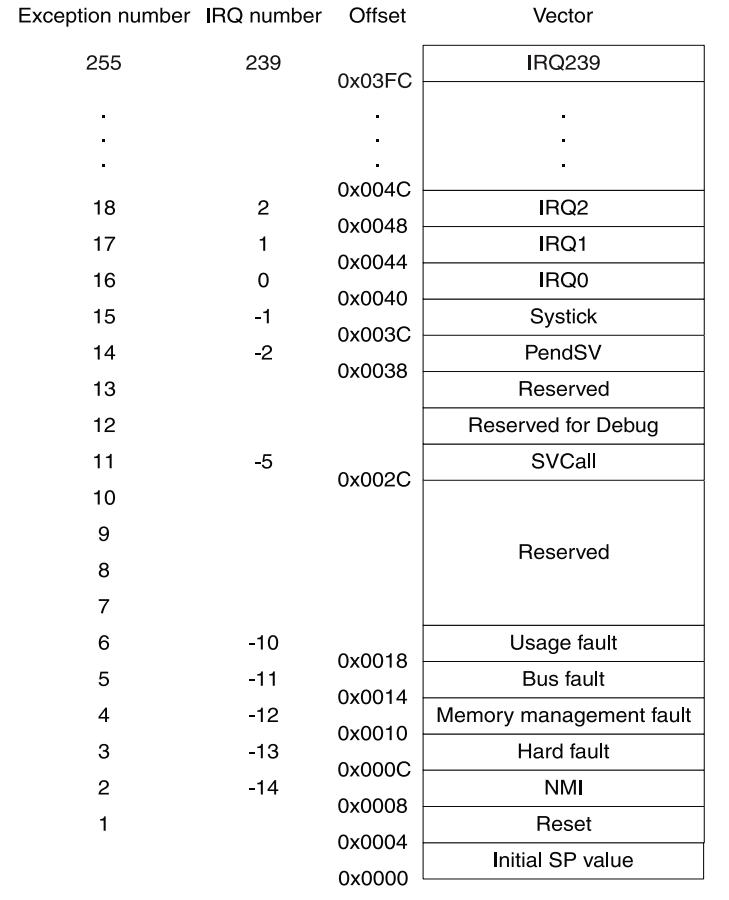 Exception number IRQ number Offset Vector
255 239 IRQ239
0x03FC
. . .
. . .
. . .
0x004C
18 2 IRQ2
0x0048
17 1 IRQ1
0x0044
16 0 IRQ0
0x0040
15 -1 Systick
0x003C
14 -2 PendSV
0x0038
13 Reserved
12 Reserved for Debug
11 -5 SVCall
0x002C
10
9
Reserved
8
7
6 -10 Usage fault
0x0018
5 -11 Bus fault
0x0014
4 -12 Memory management fault
0x0010
3 -13 Hard fault
0x000C
2 -14 NMI
0x0008
1 Reset
0x0004
Initial SP value
0x0000